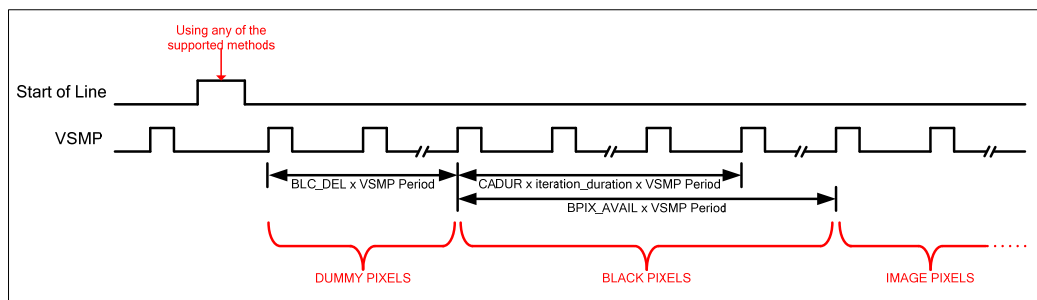 Using any of the
supported methods
Start of Line
VSMP
BLC_DEL x VSMP Period
CADUR x iteration_duration x VSMP Period
BPIX_AVAIL x VSMP Period
DUMMY PIXELS
BLACK PIXELS
IMAGE PIXELS